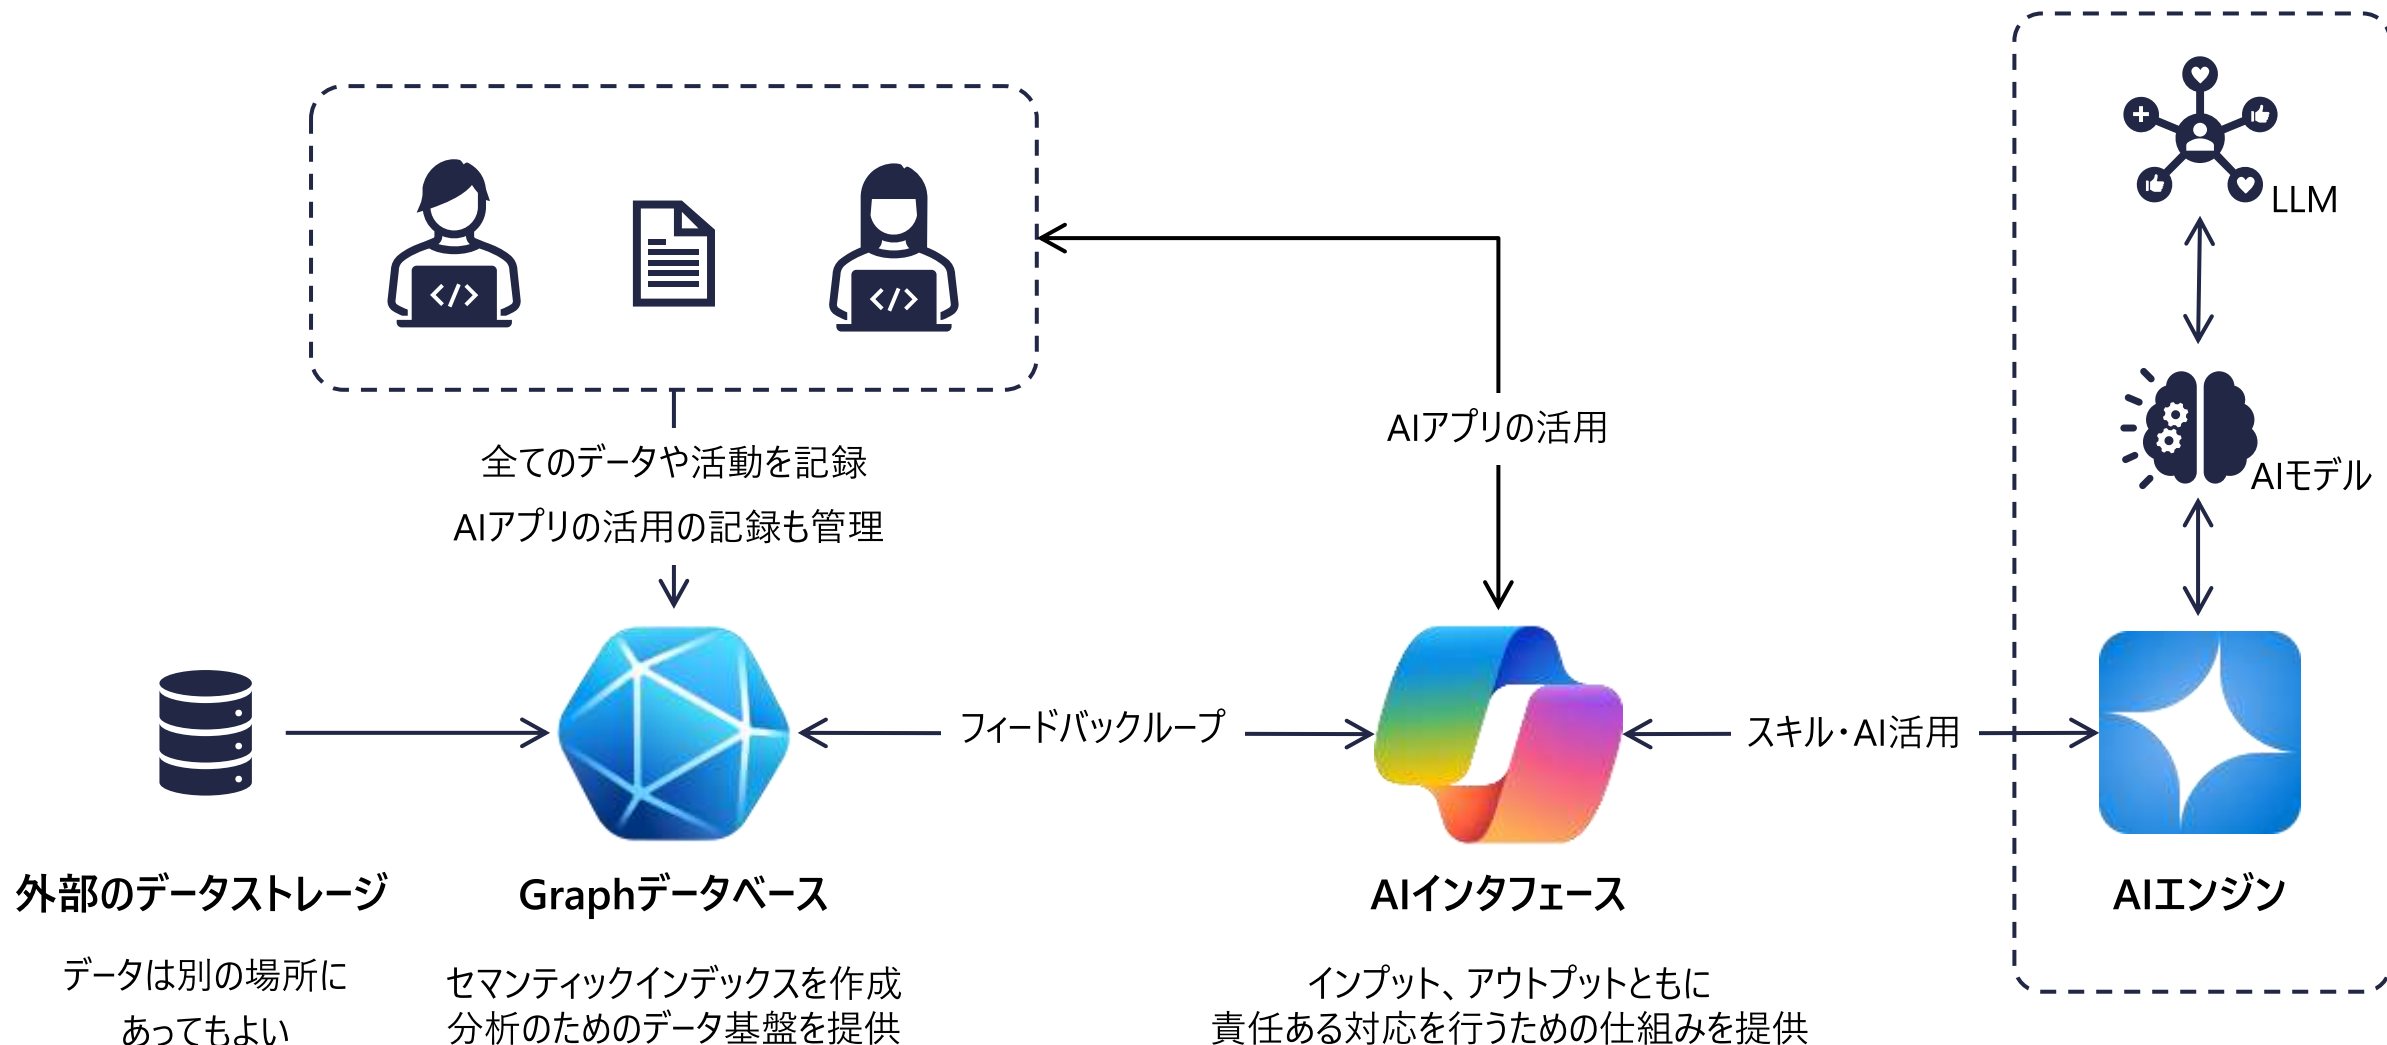 LLM
AIモデル
AIアプリの活用
全てのデータや活動を記録
AIアプリの活用の記録も管理
フィードバックループ
スキル・AI活用
外部のデータストレージ
データは別の場所に
あってもよい
Graphデータベース
セマンティックインデックスを作成
分析のためのデータ基盤を提供
AIインタフェース
インプット、アウトプットともに
責任ある対応を行うための仕組みを提供
AIエンジン